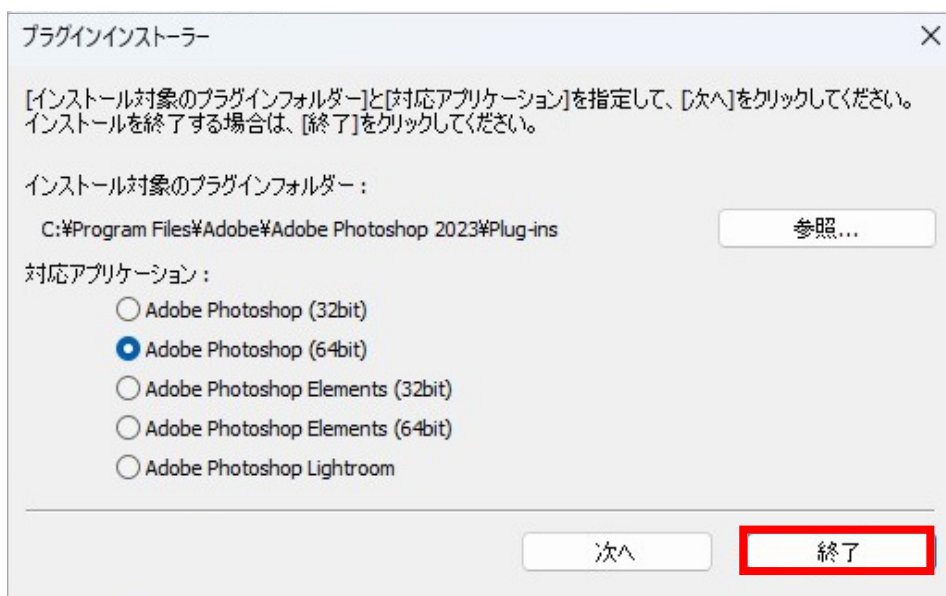 プラグインインストーラー
[インストール対象のプラグインフォルダー]と[対応アプリケーション]を指定して、[次へ]をクリックしてください。
インストールを終了する場合は、[終了]をクリックしてください。
インストール対象のプラグインフォルダー：
C:¥Program Files¥Adobe¥Adobe Photoshop 2023¥Plug-ins
参照...
対応アプリケーション：
Adobe Photoshop (32bit)
Adobe Photoshop (64bit)
Adobe Photoshop Elements (32bit)
Adobe Photoshop Elements (64bit)
Adobe Photoshop Lightroom
次へ
終了